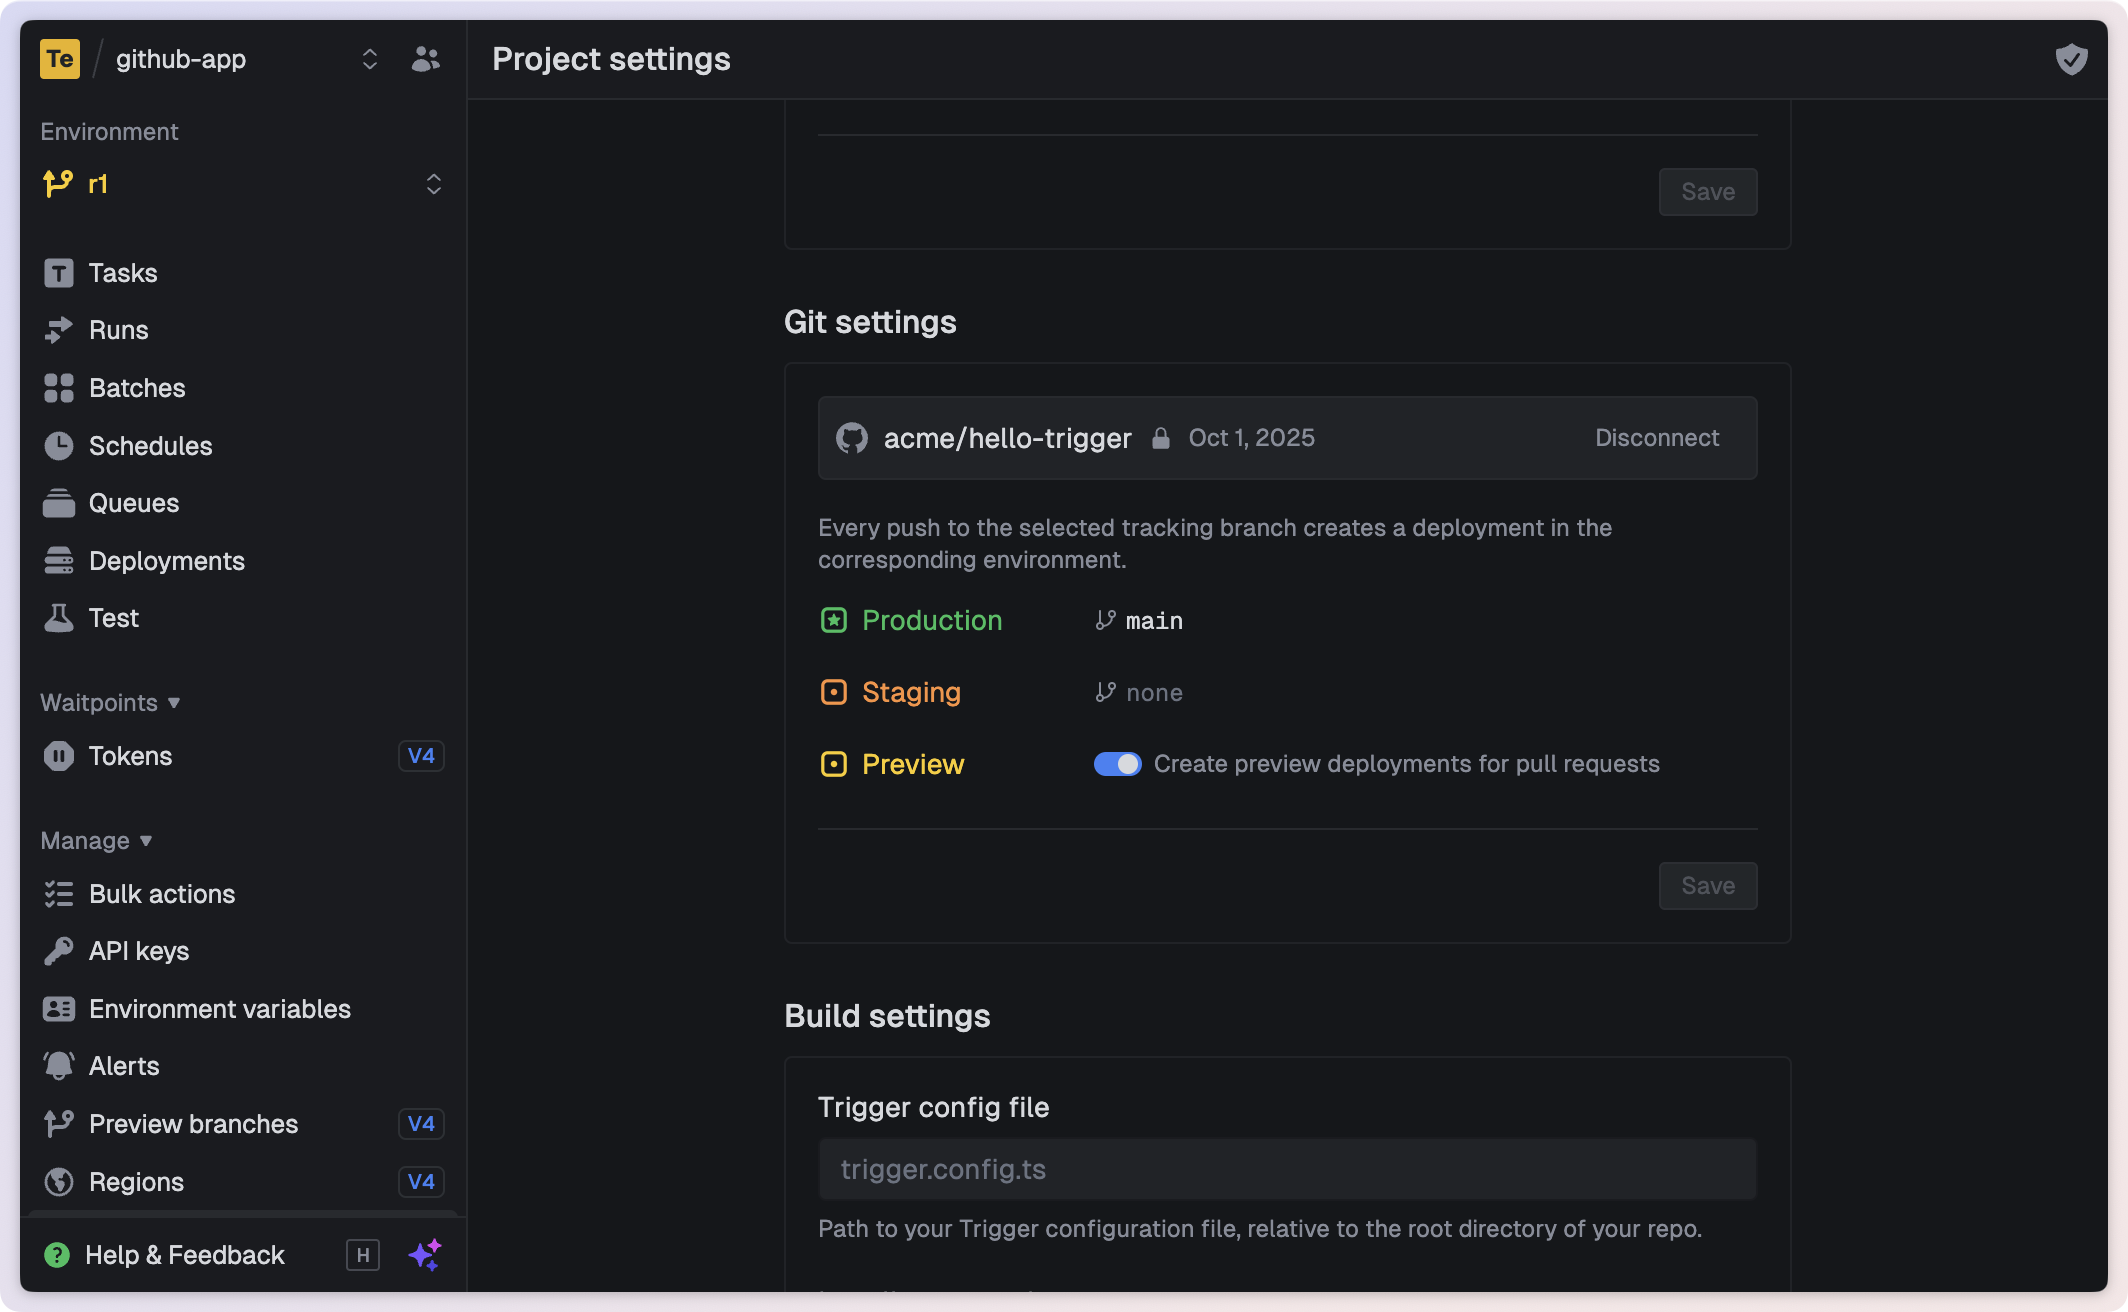 Te
github-app
Environment
r1
Tasks
Runs
Batches
Schedules
Queues
Deployments
Test
Waitpoints
Tokens
V4
Manage
Bulk actions
API keys
Environment variables
Alerts
Preview branches
V4
Regions
V4
Help & Feedback
H
Project settings
Save
Git settings
acme/hello-trigger
Oct 1, 2025
Disconnect
Every push to the selected tracking branch creates a deployment in the
corresponding environment.
Production
main
Staging
none
Preview
Create preview deployments for pull requests
Save
Build settings
Trigger config file
trigger.config.ts
Path to your Trigger configuration file, relative to the root directory of your repo.